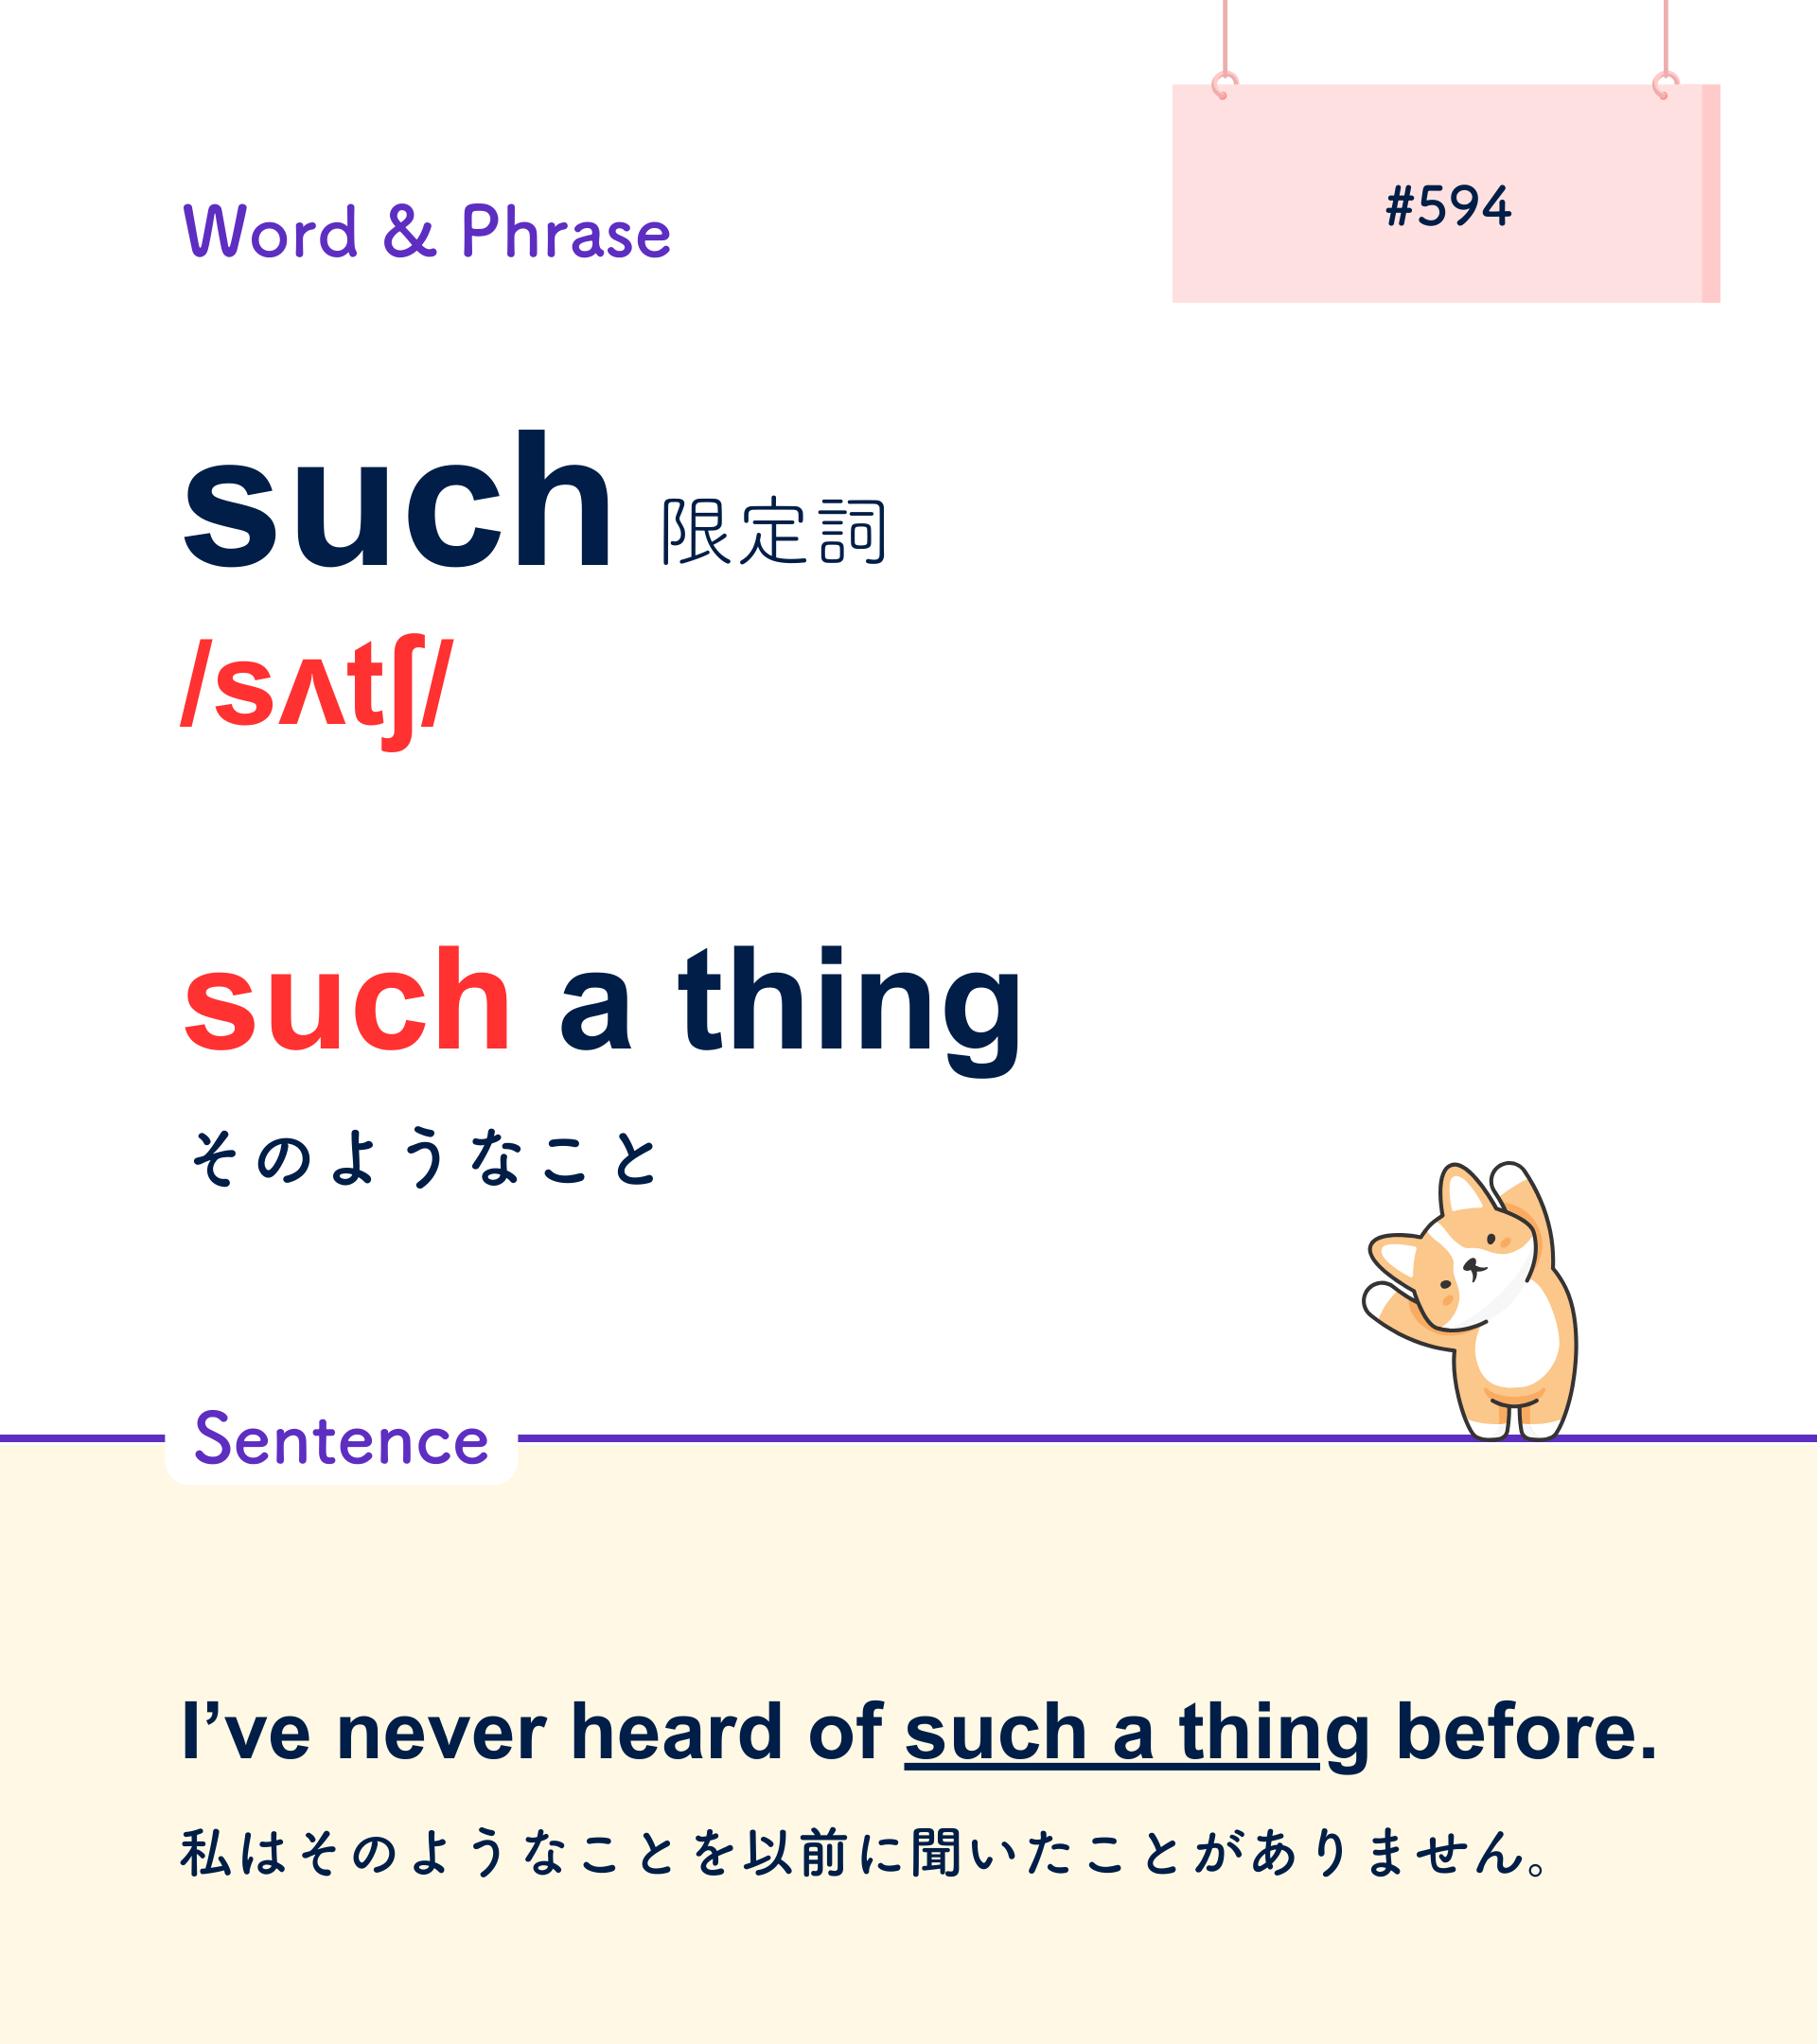 #594
Word & Phrase
such 限定詞
/sʌtʃ/
such a thing
そのようなこと
Sentence
I’ve never heard of such a thing before.
私はそのようなことを以前に聞いたことがありません。